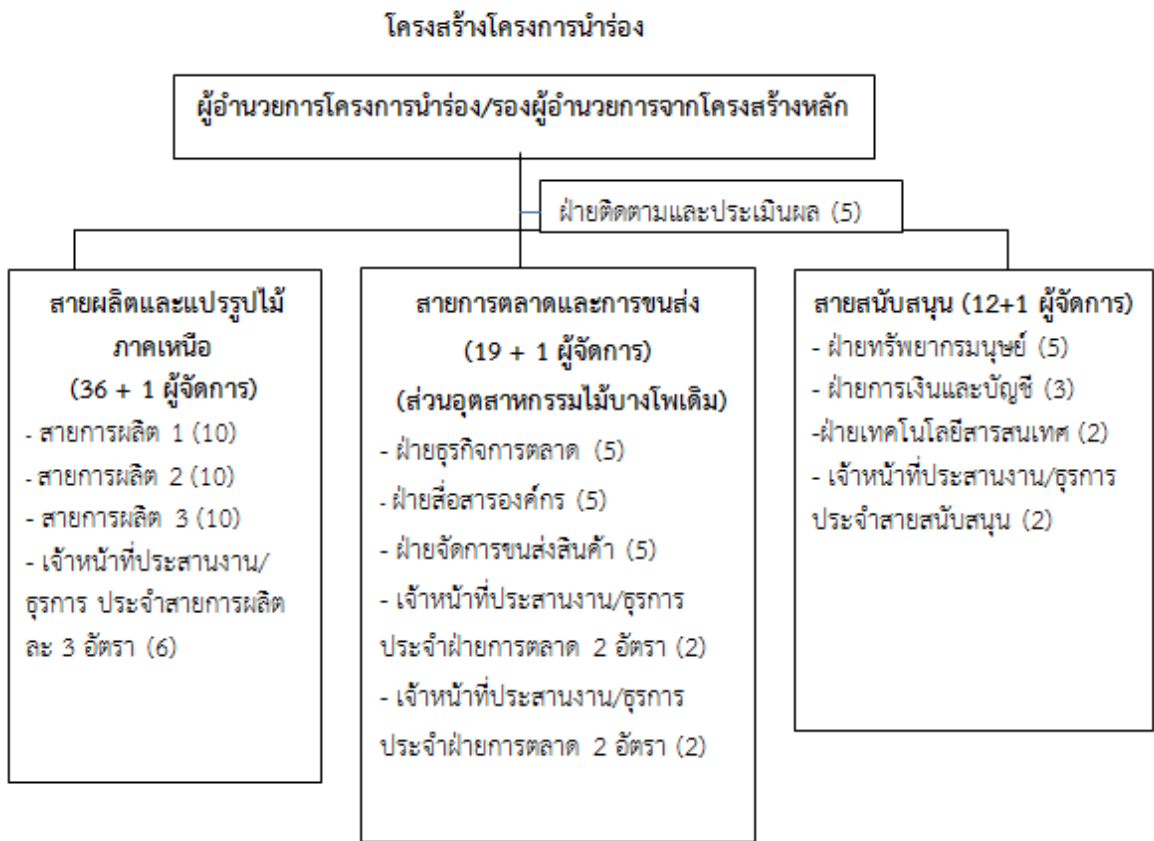 โครงสร้างโครงการนำร่อง
ผู้อำนวยการโครงการนำร่อง/รองผู้อำนวยการจากโครงสร้างหลัก
ฝ่ายติดตามและประเมินผล (5)
สายผลิตและแปรรูปไม้
ภาคเหนือ
(36 + 1 ผู้จัดการ)
- สายการผลิต 1 (10)
- สายการผลิต 2 (10)
- สายการผลิต 3 (10)
- เจ้าหน้าที่ประสานงาน/
ธุรการ ประจำสายการผลิต
ละ 3 อัตรา (6)
สายการตลาดและการขนส่ง
(19 + 1 ผู้จัดการ)
(ส่วนอุตสาหกรรมไม้บางโพเดิม)
- ฝ่ายธุรกิจการตลาด (5)
- ฝ่ายสื่อสารองค์กร (5)
- ฝ่ายจัดการขนส่งสินค้า (5)
- เจ้าหน้าที่ประสานงาน/ธุรการ
ประจำฝ่ายการตลาด 2 อัตรา (2)
- เจ้าหน้าที่ประสานงาน/ธุรการ
ประจำฝ่ายการตลาด 2 อัตรา (2)
สายสนับสนุน (12+1 ผู้จัดการ)
- ฝ่ายทรัพยากรมนุษย์ (5)
- ฝ่ายการเงินและบัญชี (3)
-ฝ่ายเทคโนโลยีสารสนเทศ (2)
- เจ้าหน้าที่ประสานงาน/ธุรการ
ประจำสายสนับสนุน (2)